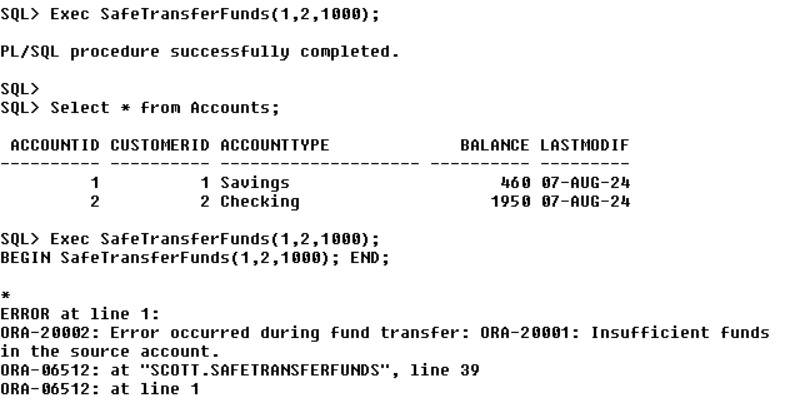 SQL> Exec SafeTransferFunds(1,2,1000);
PL/SQL procedure successfully completed.
SQL>
SQL> Select * from Accounts;
ACCOUNTID CUSTOMERID ACCOUNTTYPE BALANCE LASTMODIF
---------- ---------- -------------------- ---------- ---------
1 1 Savings 460 07-AUG-24
2 2 Checking 1950 07-AUG-24
SQL> Exec SafeTransferFunds(1,2,1000);
BEGIN SafeTransferFunds(1,2,1000); END;
*
ERROR at line 1:
ORA-20002: Error occurred during fund transfer: ORA-20001: Insufficient funds
in the source account.
ORA-06512: at "SCOTT.SAFETRANSFERFUNDS", line 39
ORA-06512: at line 1